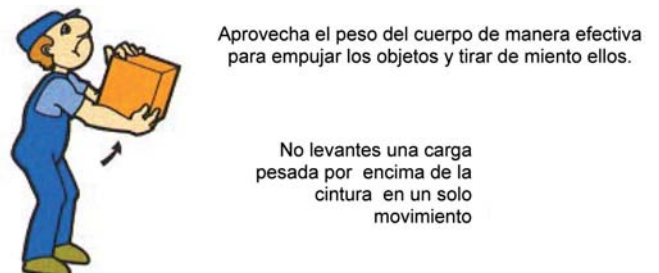 Aprovecha el peso del cuerpo de manera efectiva
para empujar los objetos y tirar de miento ellos.
No levantes una carga
pesada por encima de la
cintura en un solo
movimiento